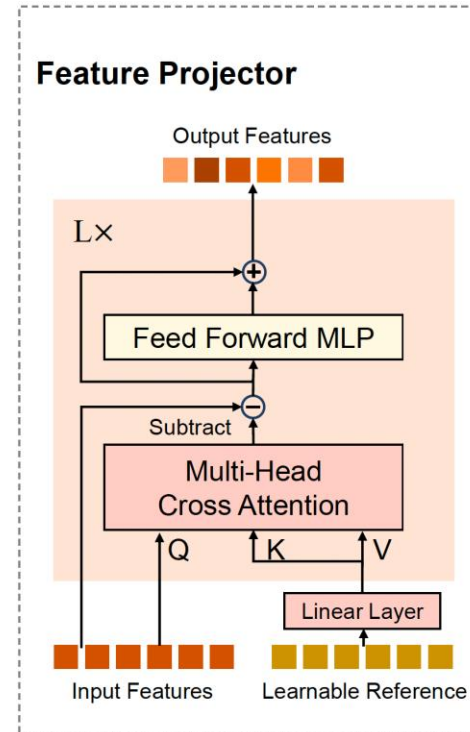 Feature Projector
Output Features
L×
+
Feed Forward MLP
−
Subtract
Multi-Head
Cross Attention
Q K V
Linear Layer
Input Features Learnable Reference